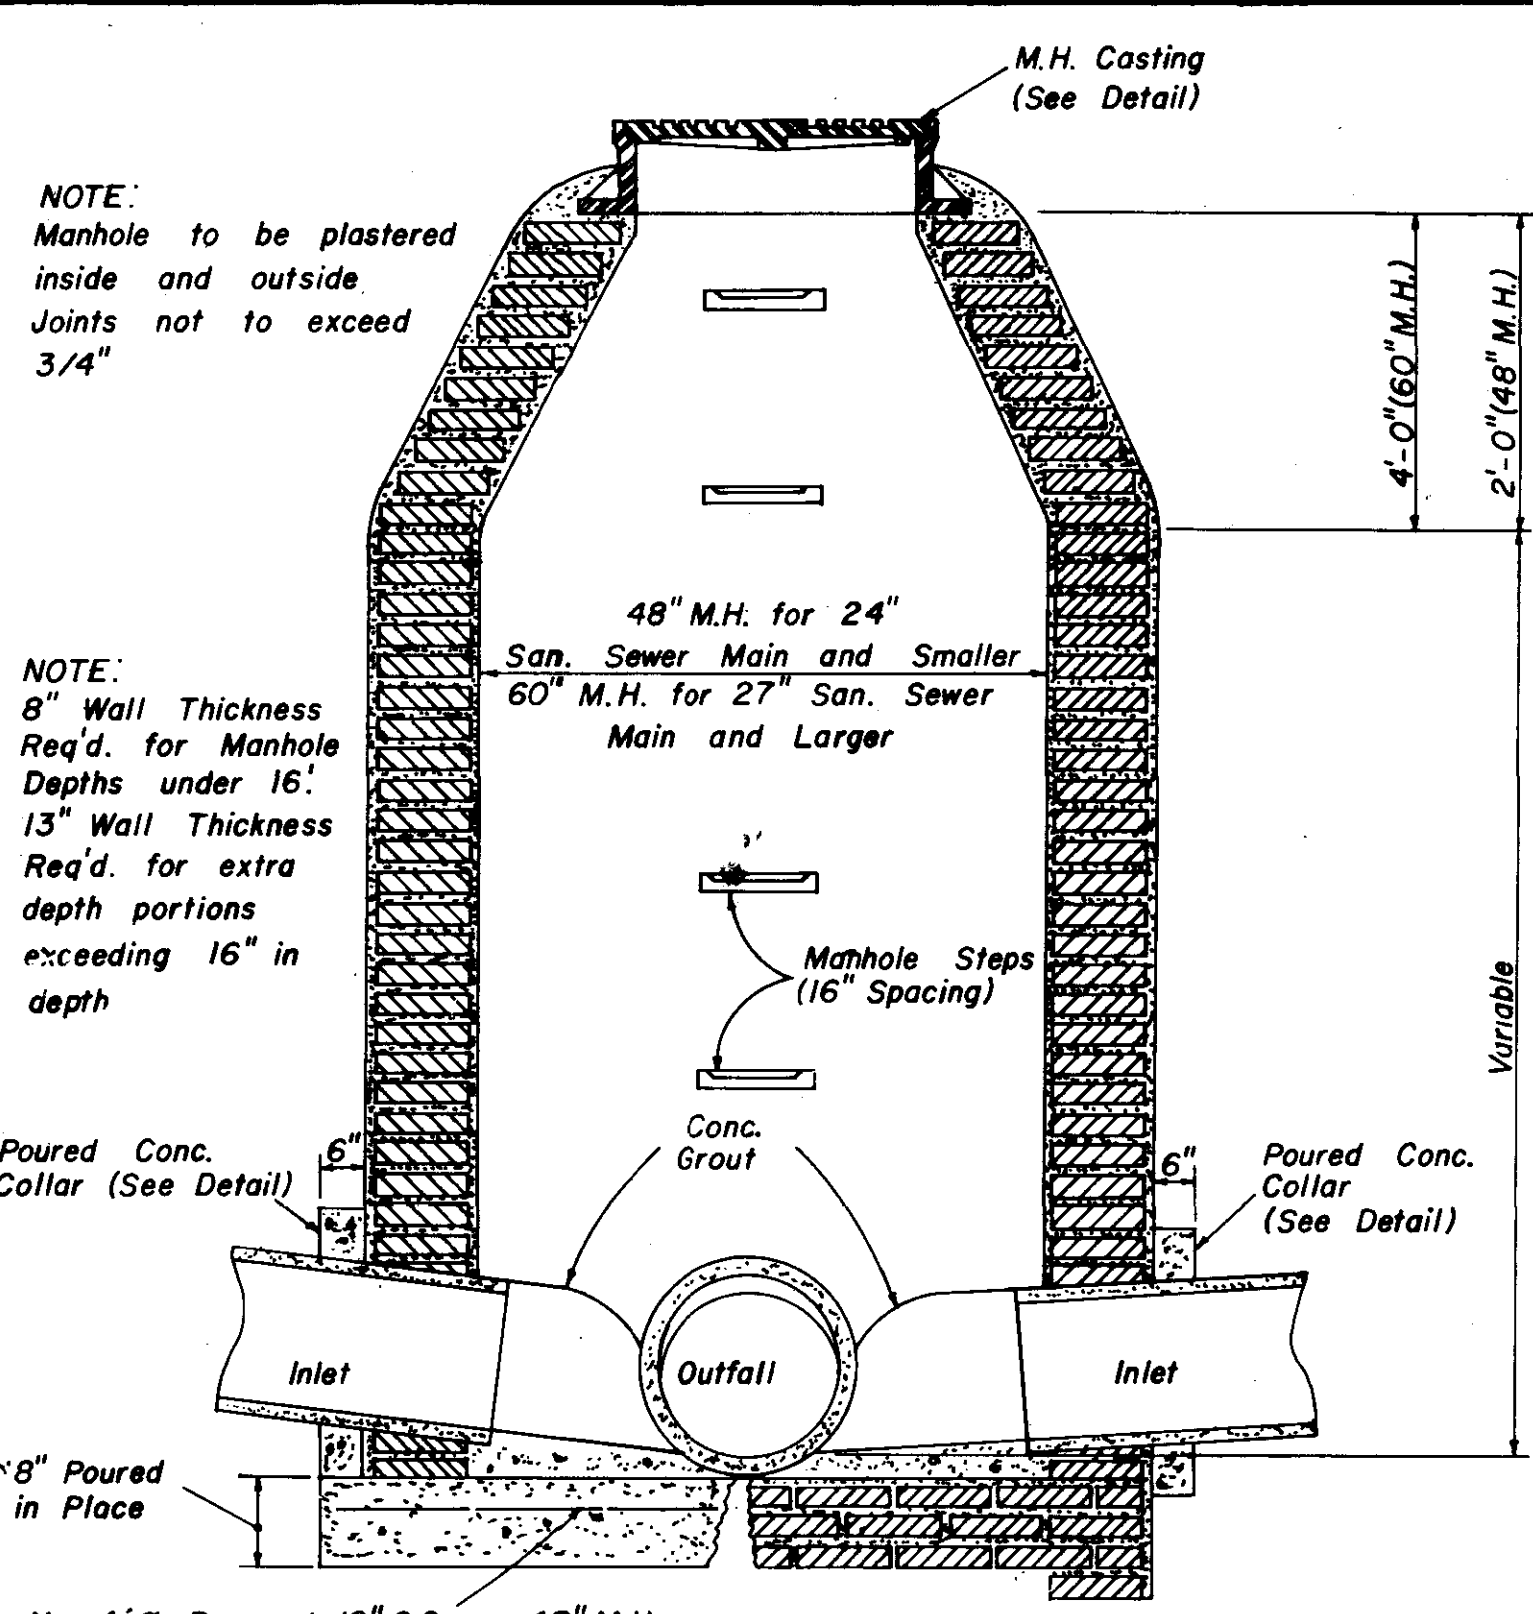 M.H. Casting
(See Detail)
NOTE:
Manhole to be plastered
inside and outside
Joints not to exceed
3/4"
4'-0"(60" M.H.)
2'-0"(48" M.H.)
48" M.H. for 24"
San. Sewer Main and Smaller
60" M.H. for 27" San. Sewer
Main and Larger
NOTE:
8" Wall Thickness
Req'd. for Manhole
Depths under 16'.
13" Wall Thickness
Req'd. for extra
depth portions
exceeding 16" in
depth
Manhole Steps
(16" Spacing)
Variable
Conc.
Grout
Poured Conc.
Collar (See Detail)
6"
6"
Poured Conc.
Collar
(See Detail)
Inlet
Outfall
Inlet
8" Poured
in Place